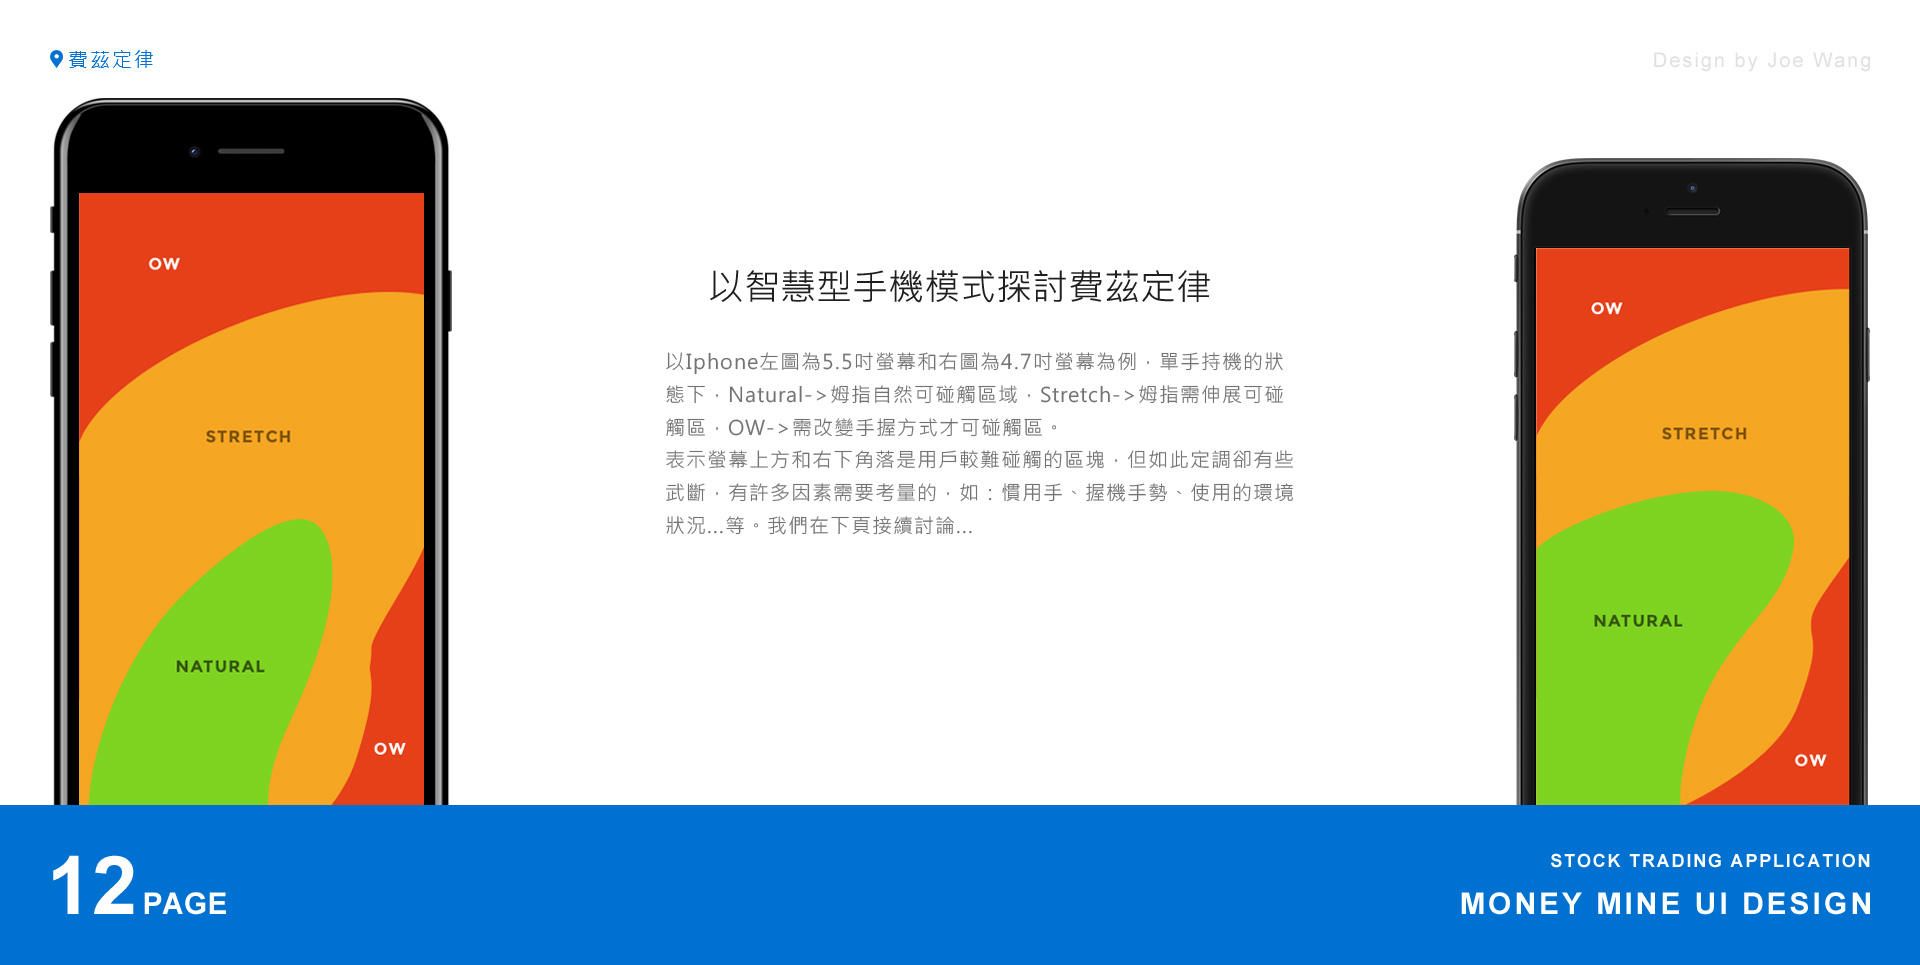 費茲定律
Design by Joe Wang
OW
STRETCH
NATURAL
OW
以智慧型手機模式探討費茲定律
以Iphone左圖為5.5吋螢幕和右圖為4.7吋螢幕為例，單手持機的狀
態下，Natural->姆指自然可碰觸區域，Stretch->姆指需伸展可碰
觸區，OW->需改變手握方式才可碰觸區。
表示螢幕上方和右下角落是用戶較難碰觸的區塊，但如此定調卻有些
武斷，有許多因素需要考量的，如：慣用手、握機手勢、使用的環境
狀況...等。我們在下頁接續討論...
OW
STRETCH
NATURAL
OW
12 PAGE
STOCK TRADING APPLICATION
MONEY MINE UI DESIGN